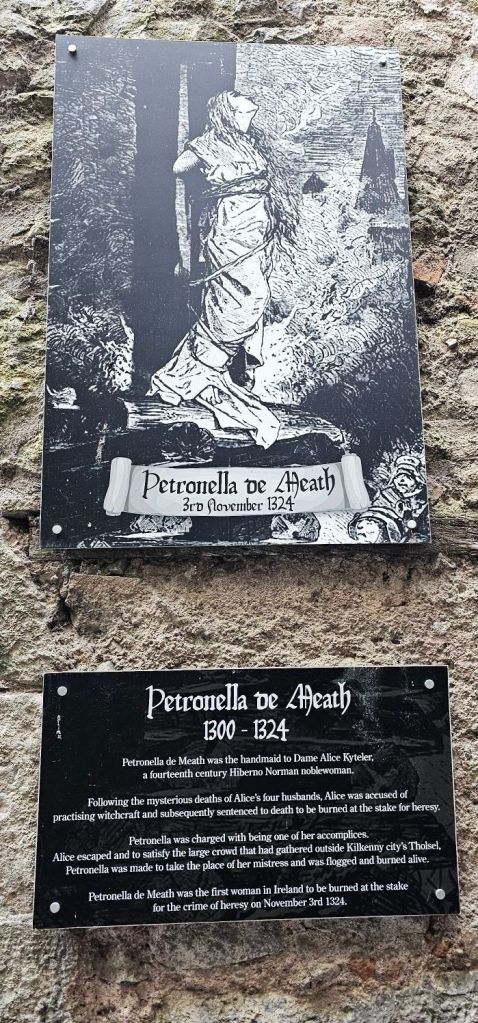 Petronella de Meath
3rd November 1324
Petronella de Meath
1300 - 1324
Petronella de Meath was the handmaid to Dame Alice Kyteler,
a fourteenth century Hiberno Norman noblewoman.
Following the mysterious deaths of Alice's four husbands, Alice was accused of
practising witchcraft and subsequently sentenced to death to be burned at the stake for heresy.
Petronella was charged with being one of her accomplices.
Alice escaped and to satisfy the large crowd that had gathered outside Kilkenny city's Tholsel,
Petronella was made to take the place of her mistress and was flogged and burned alive.
Petronella de Meath was the first woman in Ireland to be burned at the stake
for the crime of heresy on November 3rd 1324.